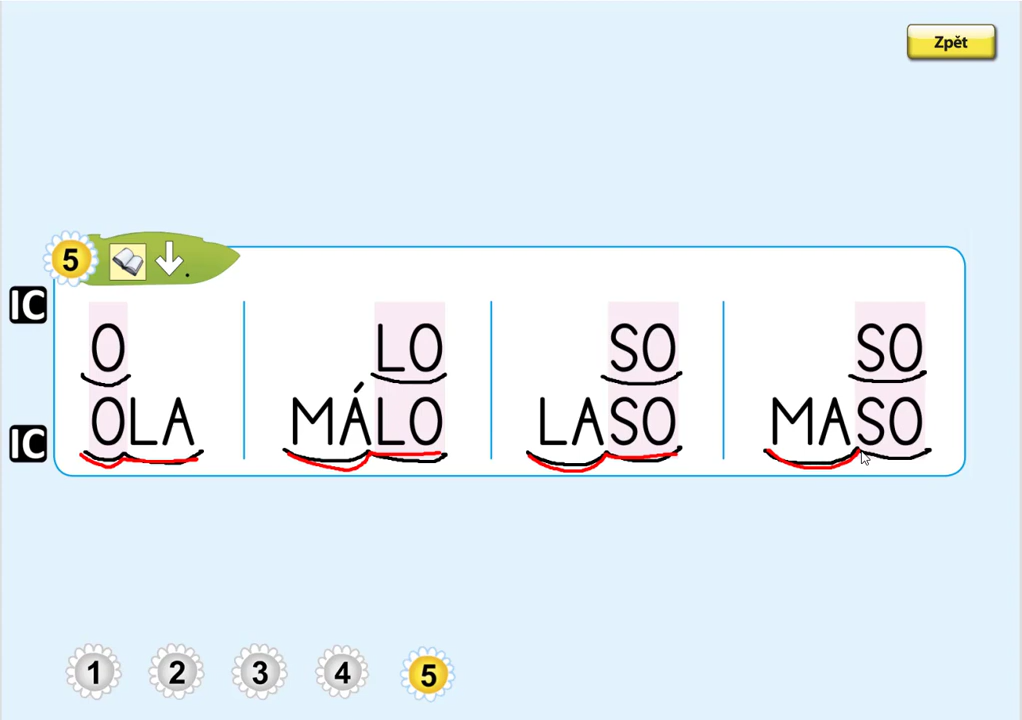 Zpět
5
IC
O LO SO SO
IC
OLA MÁLO LASO MASO
1 2 3 4 5